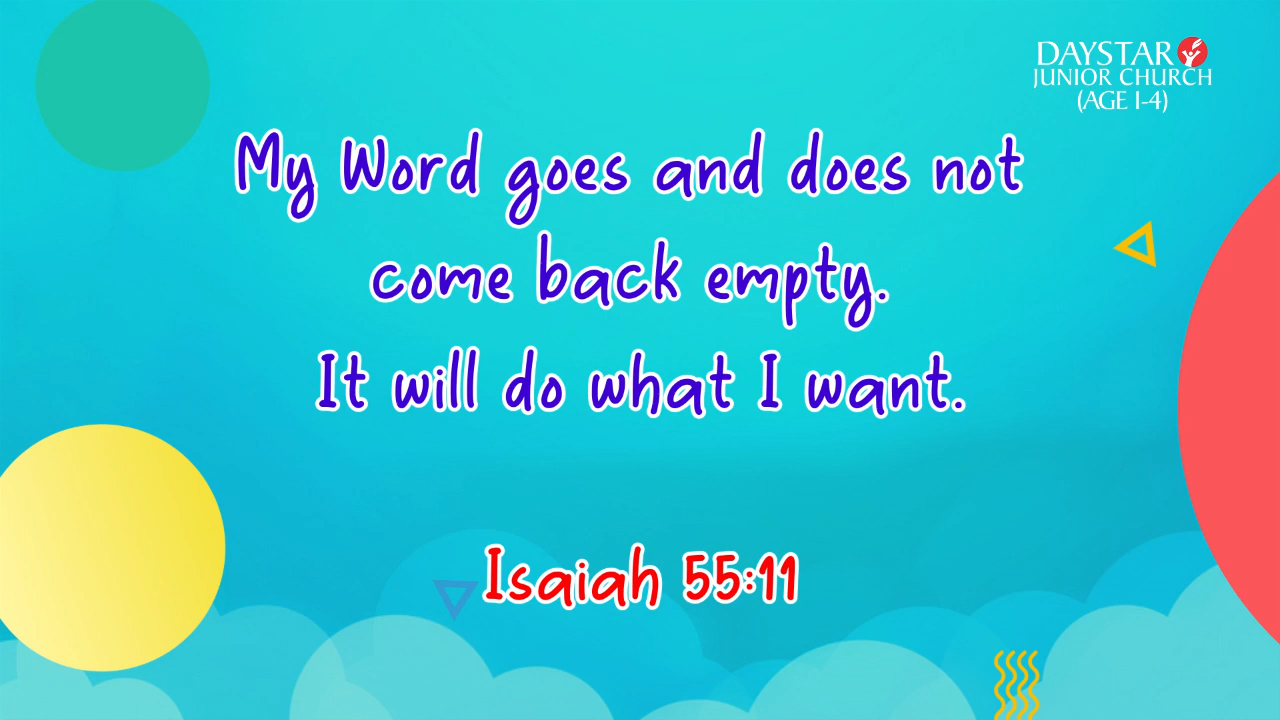 DAYSTAR
JUNIOR CHURCH
(AGE 1-4)
My Word goes and does not
come back empty.
It will do what I want.
Isaiah 55:11